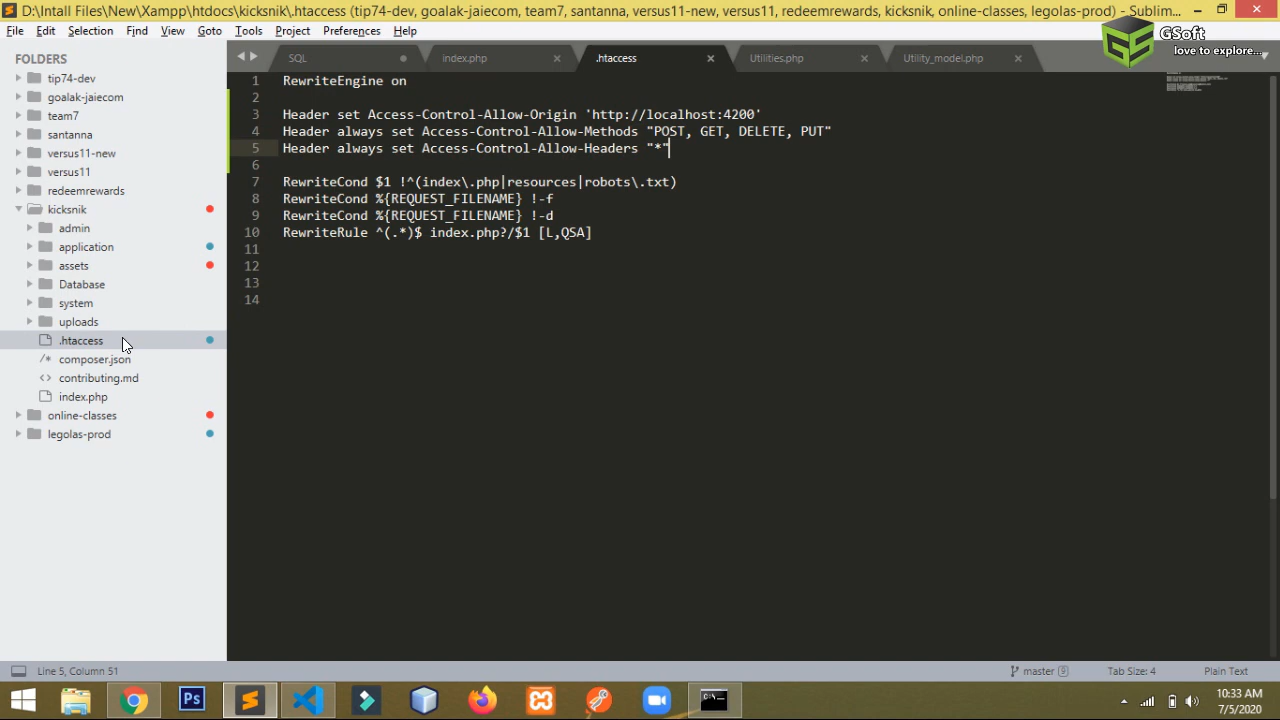 D:\Intall Files\New\Xampp\htdocs\kicksnik\.htaccess (tip74-dev, goalak-jaiecom, team7, santanna, versus11-new, versus11, redeemrewards, kicksnik, online-classes, legolas-prod) - Sublim...
File Edit Selection Find View Goto Tools Project Preferences Help
GSoft
love to explore...
FOLDERS
tip74-dev
goalak-jaiecom
team7
santanna
versus11-new
versus11
redeemrewards
kicksnik
admin
application
assets
Database
system
uploads
.htaccess
/* composer.json
<> contributing.md
index.php
online-classes
legolas-prod
SQL index.php .htaccess Utilities.php Utility_model.php
1 RewriteEngine on
2
3 Header set Access-Control-Allow-Origin 'http://localhost:4200'
4 Header always set Access-Control-Allow-Methods "POST, GET, DELETE, PUT"
5 Header always set Access-Control-Allow-Headers "*"
6
7 RewriteCond $1 !^(index\.php|resources|robots\.txt)
8 RewriteCond %{REQUEST_FILENAME} !-f
9 RewriteCond %{REQUEST_FILENAME} !-d
10 RewriteRule ^(.*)$ index.php?/$1 [L,QSA]
11
12
13
14
Line 5, Column 51 master 9 Tab Size: 4 Plain Text
Ps
10:33 AM
7/5/2020